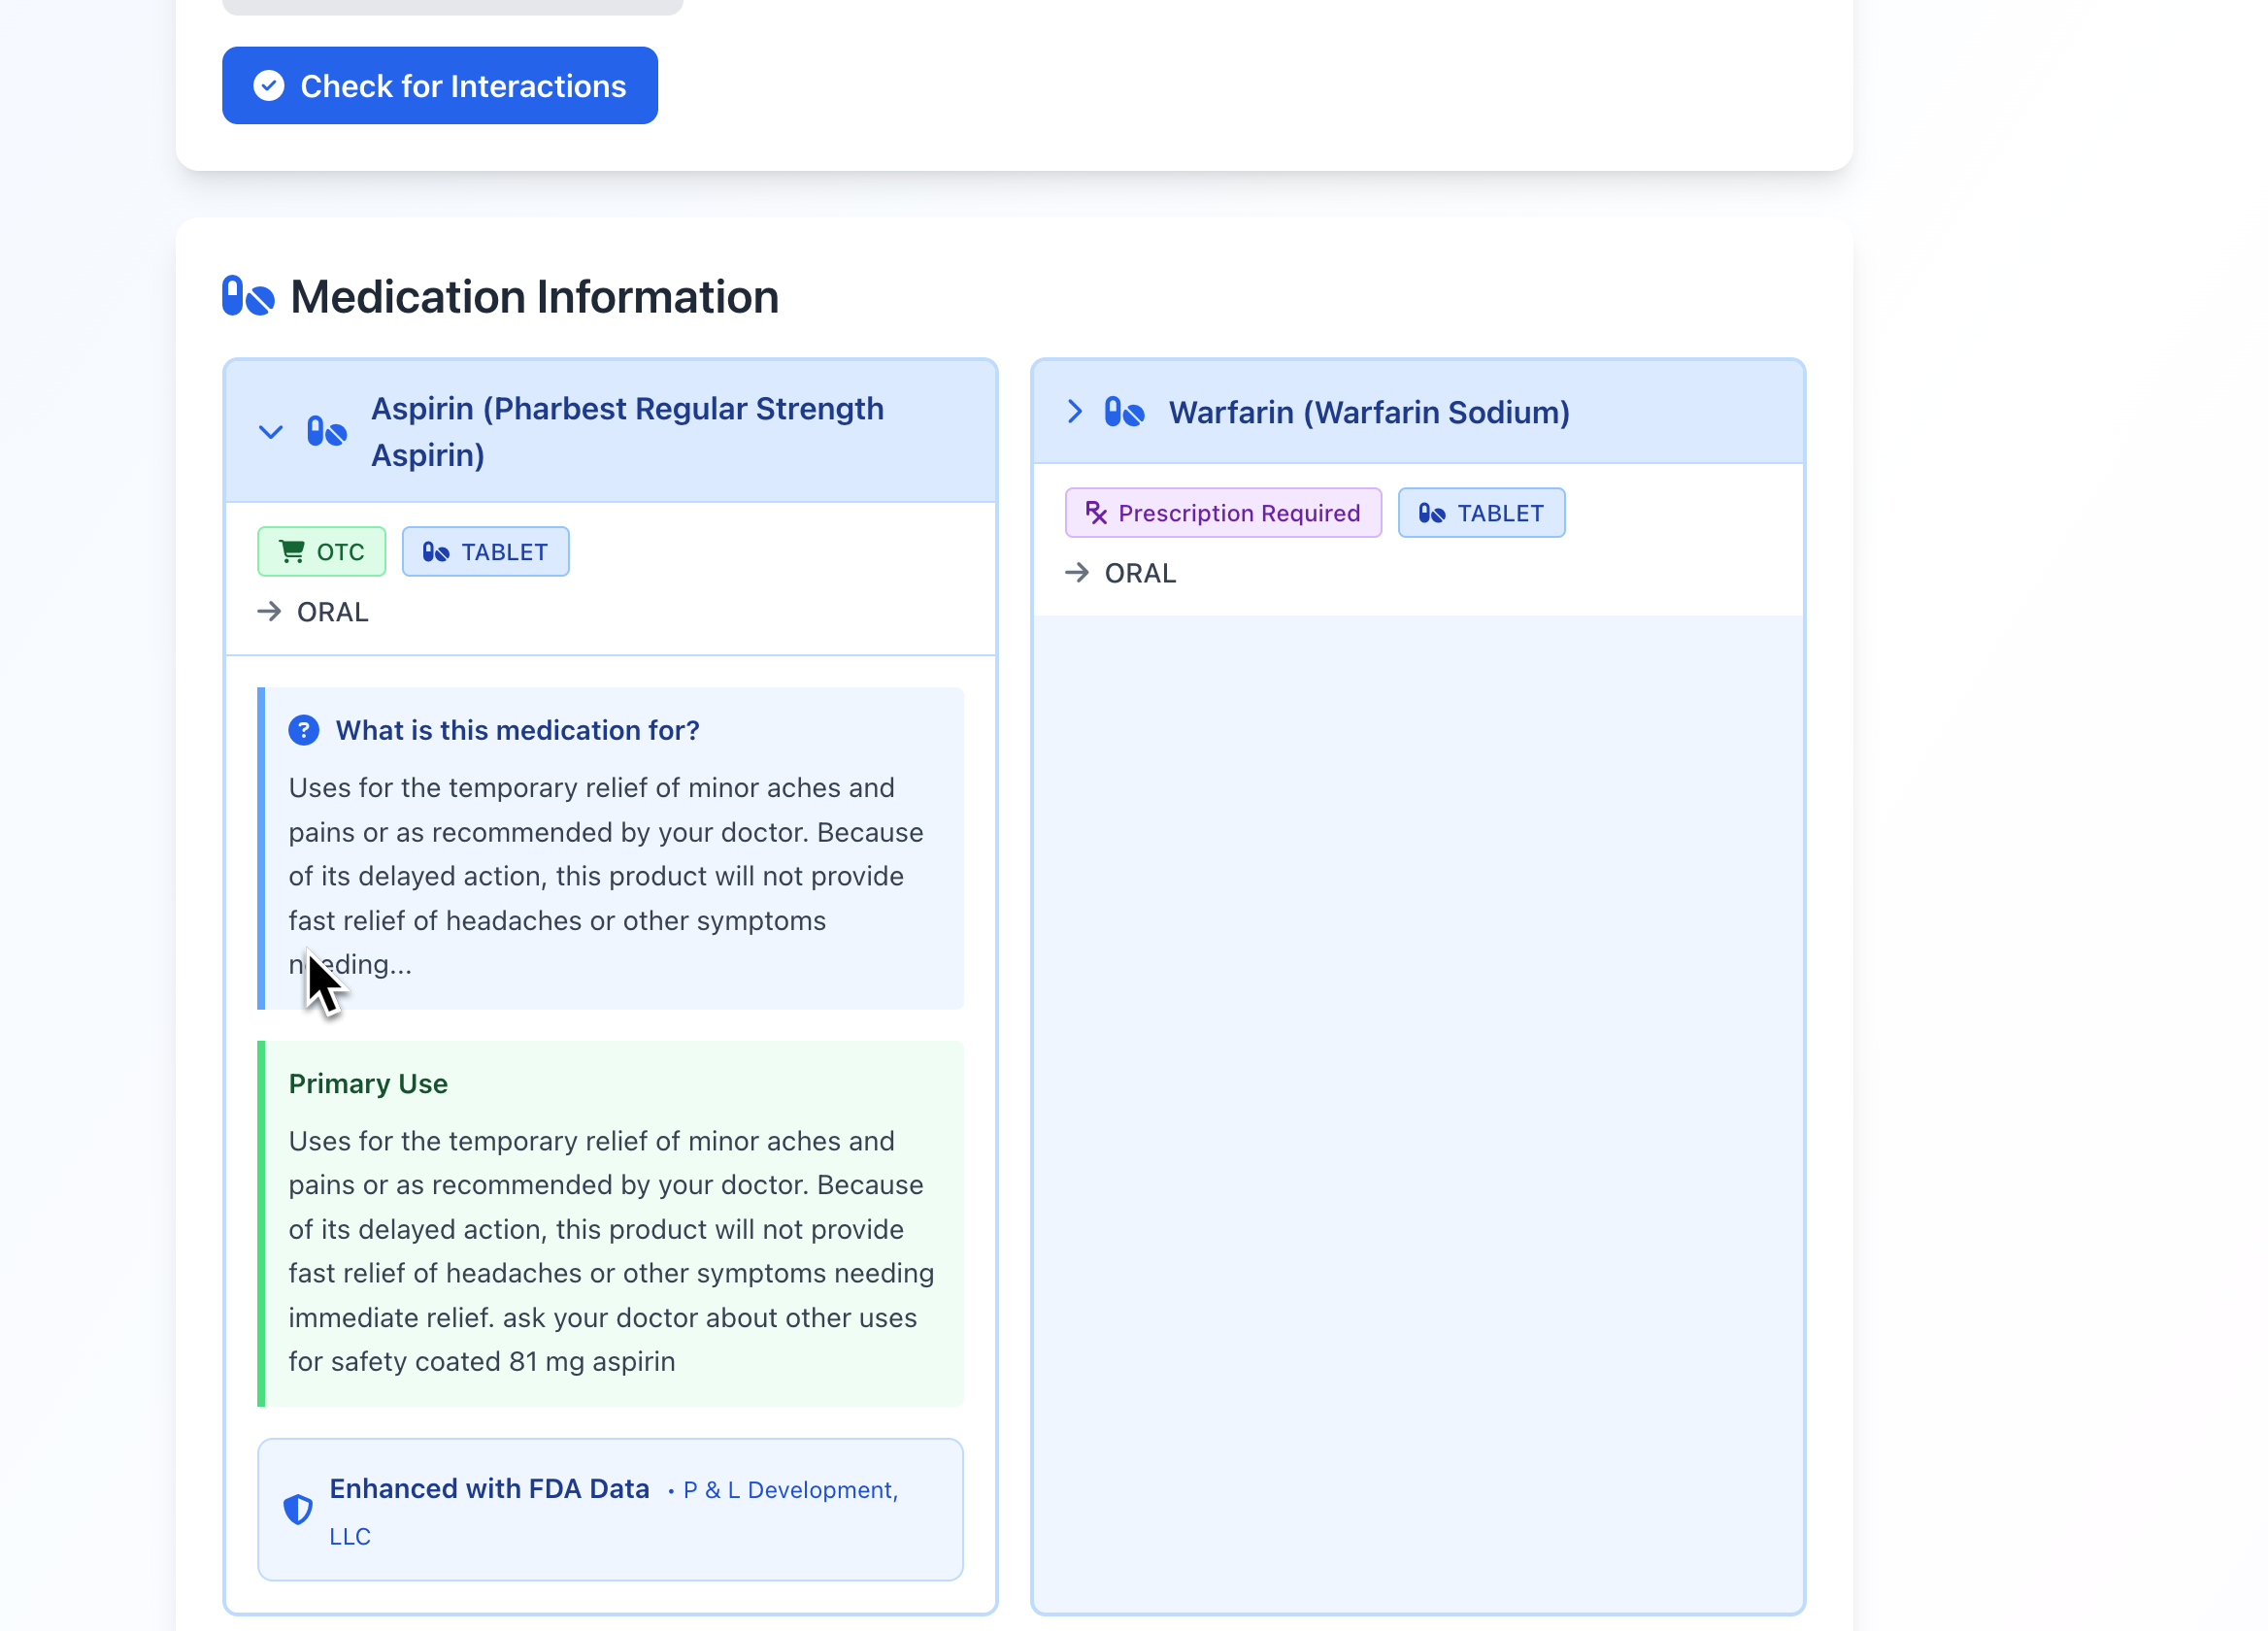 Check for Interactions
Medication Information
Aspirin (Pharbest Regular Strength
Aspirin)
OTC
TABLET
ORAL
What is this medication for?
Uses for the temporary relief of minor aches and
pains or as recommended by your doctor. Because
of its delayed action, this product will not provide
fast relief of headaches or other symptoms
needing...
Primary Use
Uses for the temporary relief of minor aches and
pains or as recommended by your doctor. Because
of its delayed action, this product will not provide
fast relief of headaches or other symptoms needing
immediate relief. ask your doctor about other uses
for safety coated 81 mg aspirin
Enhanced with FDA Data • P & L Development,
LLC
Warfarin (Warfarin Sodium)
Prescription Required
TABLET
ORAL